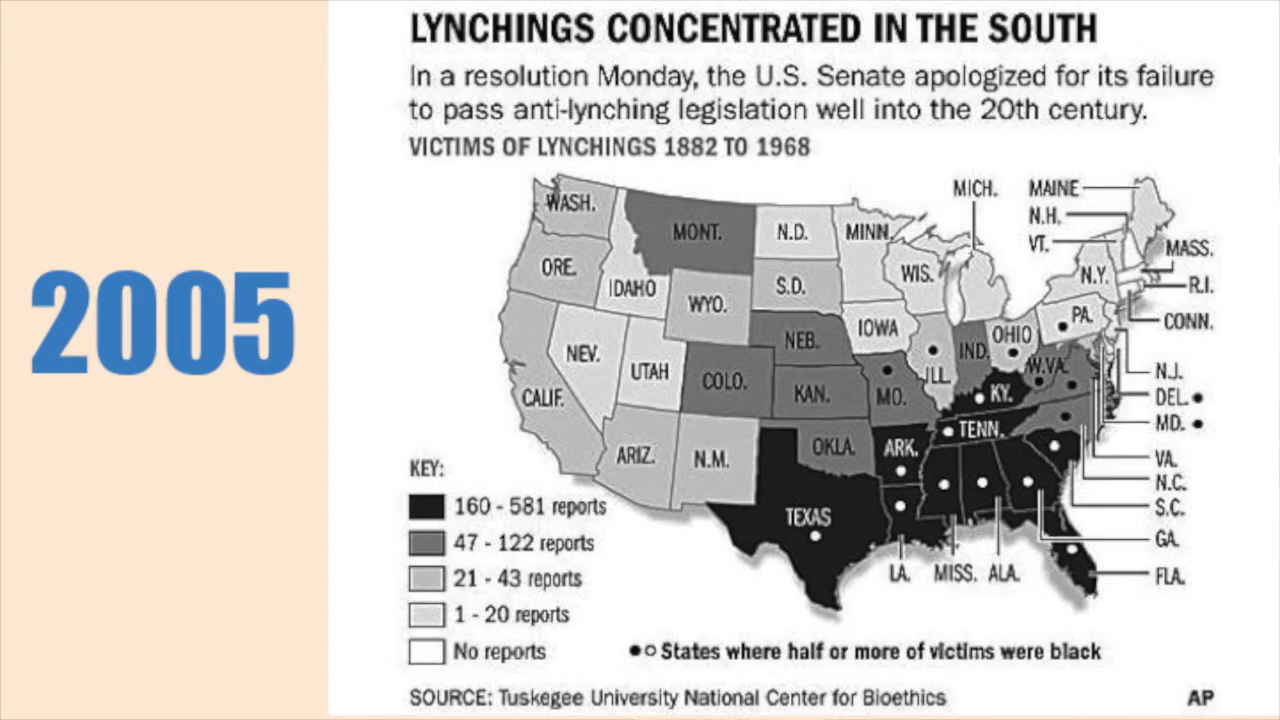 2005
LYNCHINGS CONCENTRATED IN THE SOUTH
In a resolution Monday, the U.S. Senate apologized for its failure
to pass anti-lynching legislation well into the 20th century.
VICTIMS OF LYNCHINGS 1882 TO 1968
WASH.
MONT.
N.D.
MINN.
MICH.
MAINE
N.H.
VT.
MASS.
ORE.
IDAHO
WYO.
S.D.
WIS.
N.Y.
R.I.
CONN.
NEV.
UTAH
COLO.
NEB.
IOWA
ILL.
IND.
OHIO
PA.
W.VA.
N.J.
DEL.
MD.
CALIF.
KAN.
MO.
KY.
ARIZ.
N.M.
OKLA.
ARK.
TENN.
VA.
N.C.
S.C.
GA.
FLA.
TEXAS
LA.
MISS.
ALA.
KEY:
160 - 581 reports
47 - 122 reports
21 - 43 reports
1 - 20 reports
No reports
States where half or more of victims were black
SOURCE: Tuskegee University National Center for Bioethics
AP